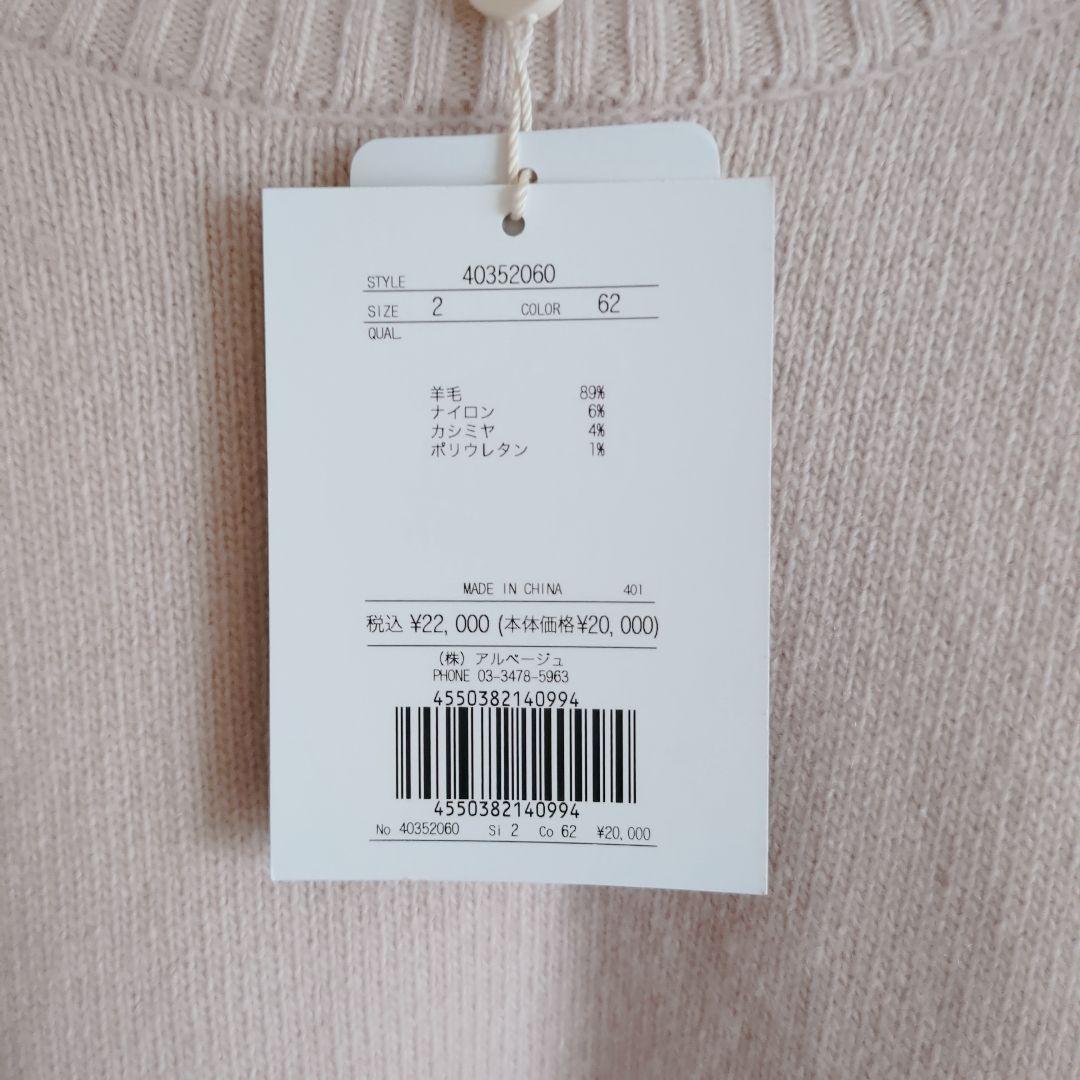 STYLE 40352060
SIZE 2 COLOR 62
QUAL.
羊毛 89%
ナイロン 6%
カシミヤ 4%
ポリウレタン 1%
MADE IN CHINA 401
税込 ¥22,000 (本体価格¥20,000)
(株) アルページュ
PHONE 03-3478-5963
4550382140994
4550382140994
No 40352060 Si 2 Co 62 ¥20,000